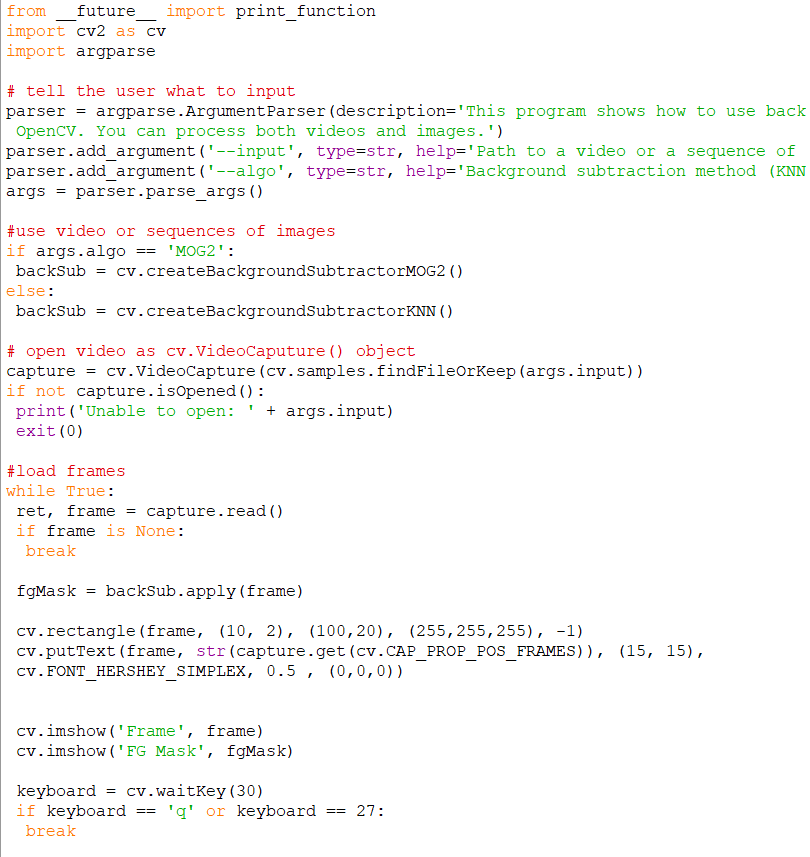 from __future__ import print_function
import cv2 as cv
import argparse
# tell the user what to input
parser = argparse.ArgumentParser(description='This program shows how to use back
 OpenCV. You can process both videos and images.')
parser.add_argument('--input', type=str, help='Path to a video or a sequence of
parser.add_argument('--algo', type=str, help='Background subtraction method (KNN
args = parser.parse_args()
#use video or sequences of images
if args.algo == 'MOG2':
 backSub = cv.createBackgroundSubtractorMOG2()
else:
 backSub = cv.createBackgroundSubtractorKNN()
# open video as cv.VideoCaputure() object
capture = cv.VideoCapture(cv.samples.findFileOrKeep(args.input))
if not capture.isOpened():
 print('Unable to open: ' + args.input)
 exit(0)
#load frames
while True:
 ret, frame = capture.read()
 if frame is None:
  break
 fgMask = backSub.apply(frame)
 cv.rectangle(frame, (10, 2), (100,20), (255,255,255), -1)
 cv.putText(frame, str(capture.get(cv.CAP_PROP_POS_FRAMES)), (15, 15),
 cv.FONT_HERSHEY_SIMPLEX, 0.5 , (0,0,0))
 cv.imshow('Frame', frame)
 cv.imshow('FG Mask', fgMask)
 keyboard = cv.waitKey(30)
 if keyboard == 'q' or keyboard == 27:
  break